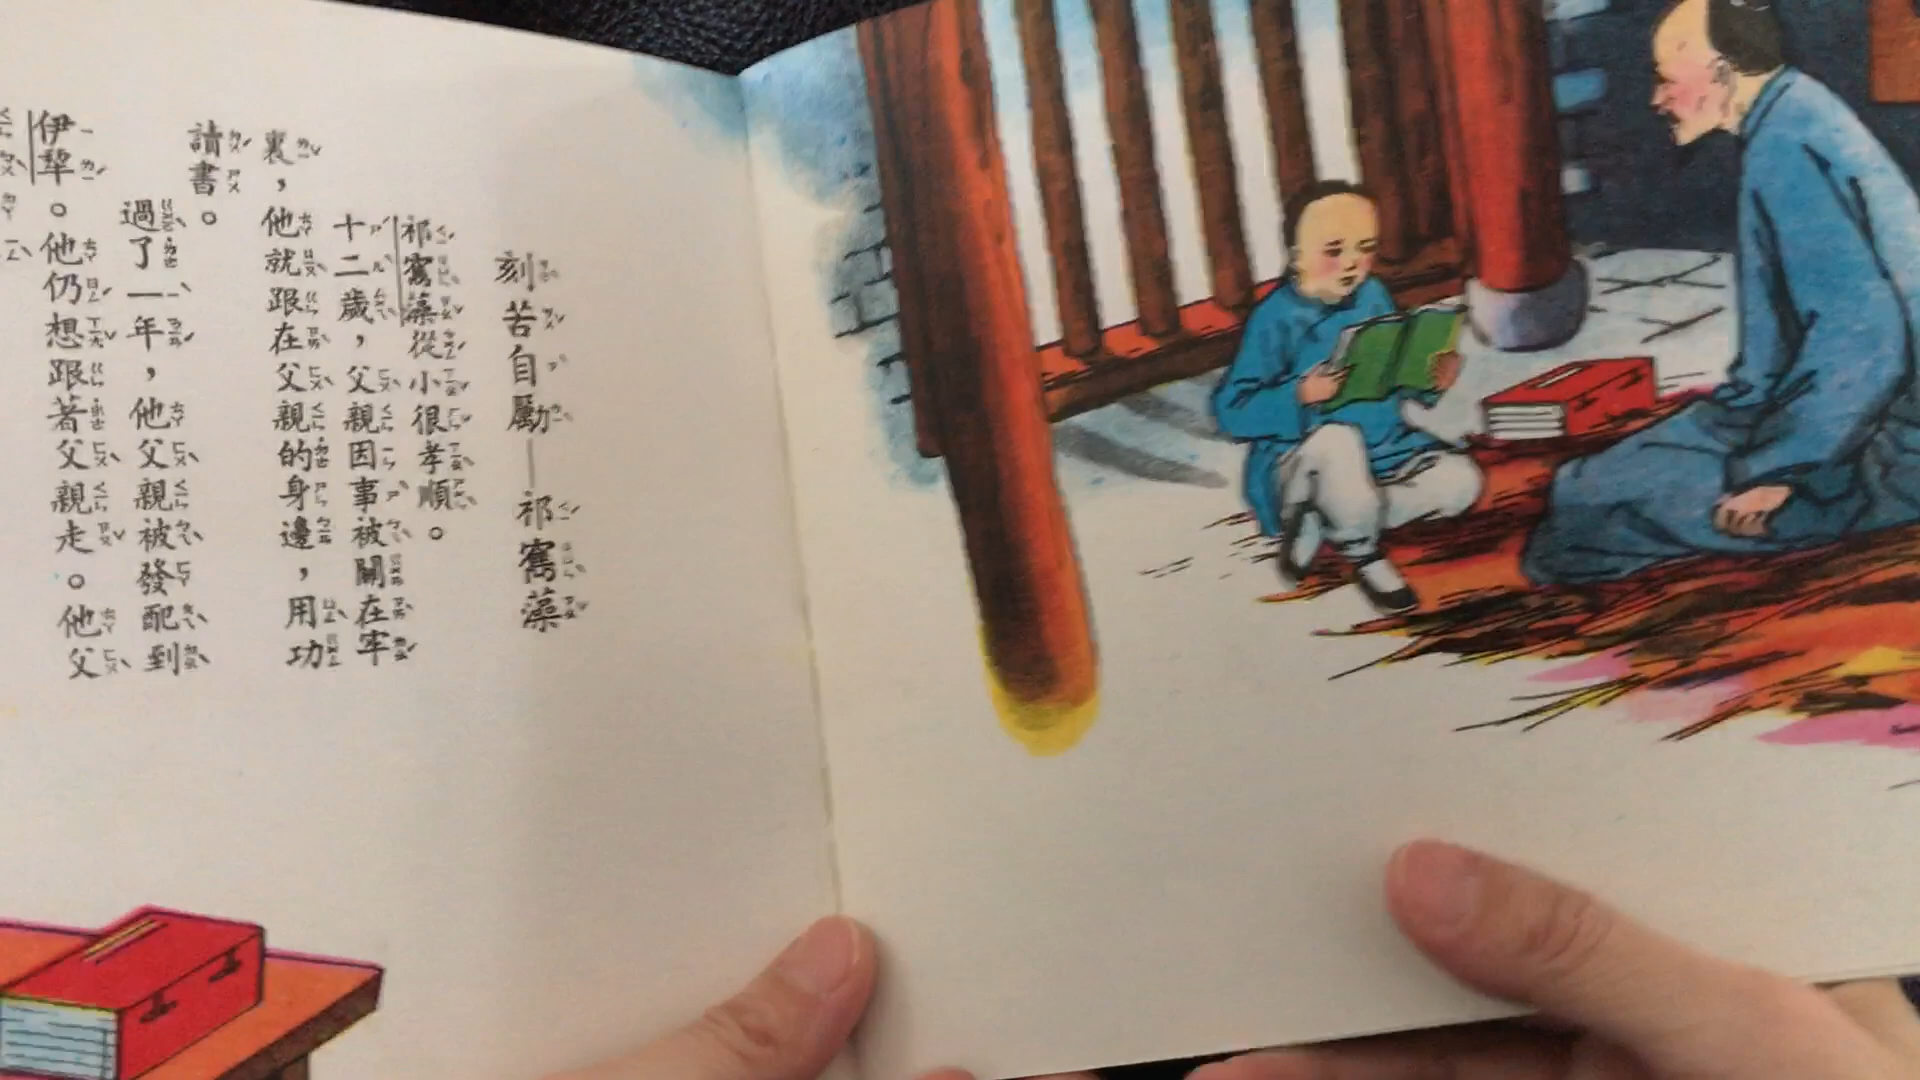 刻苦自勵——祁寯藻
祁寯藻從小很孝順。
十二歲，父親因事被關在牢
裏，他就跟在父親的身邊，用功
讀書。
過了一年，他父親被發配到
伊犂。他仍想跟著父親走。他父